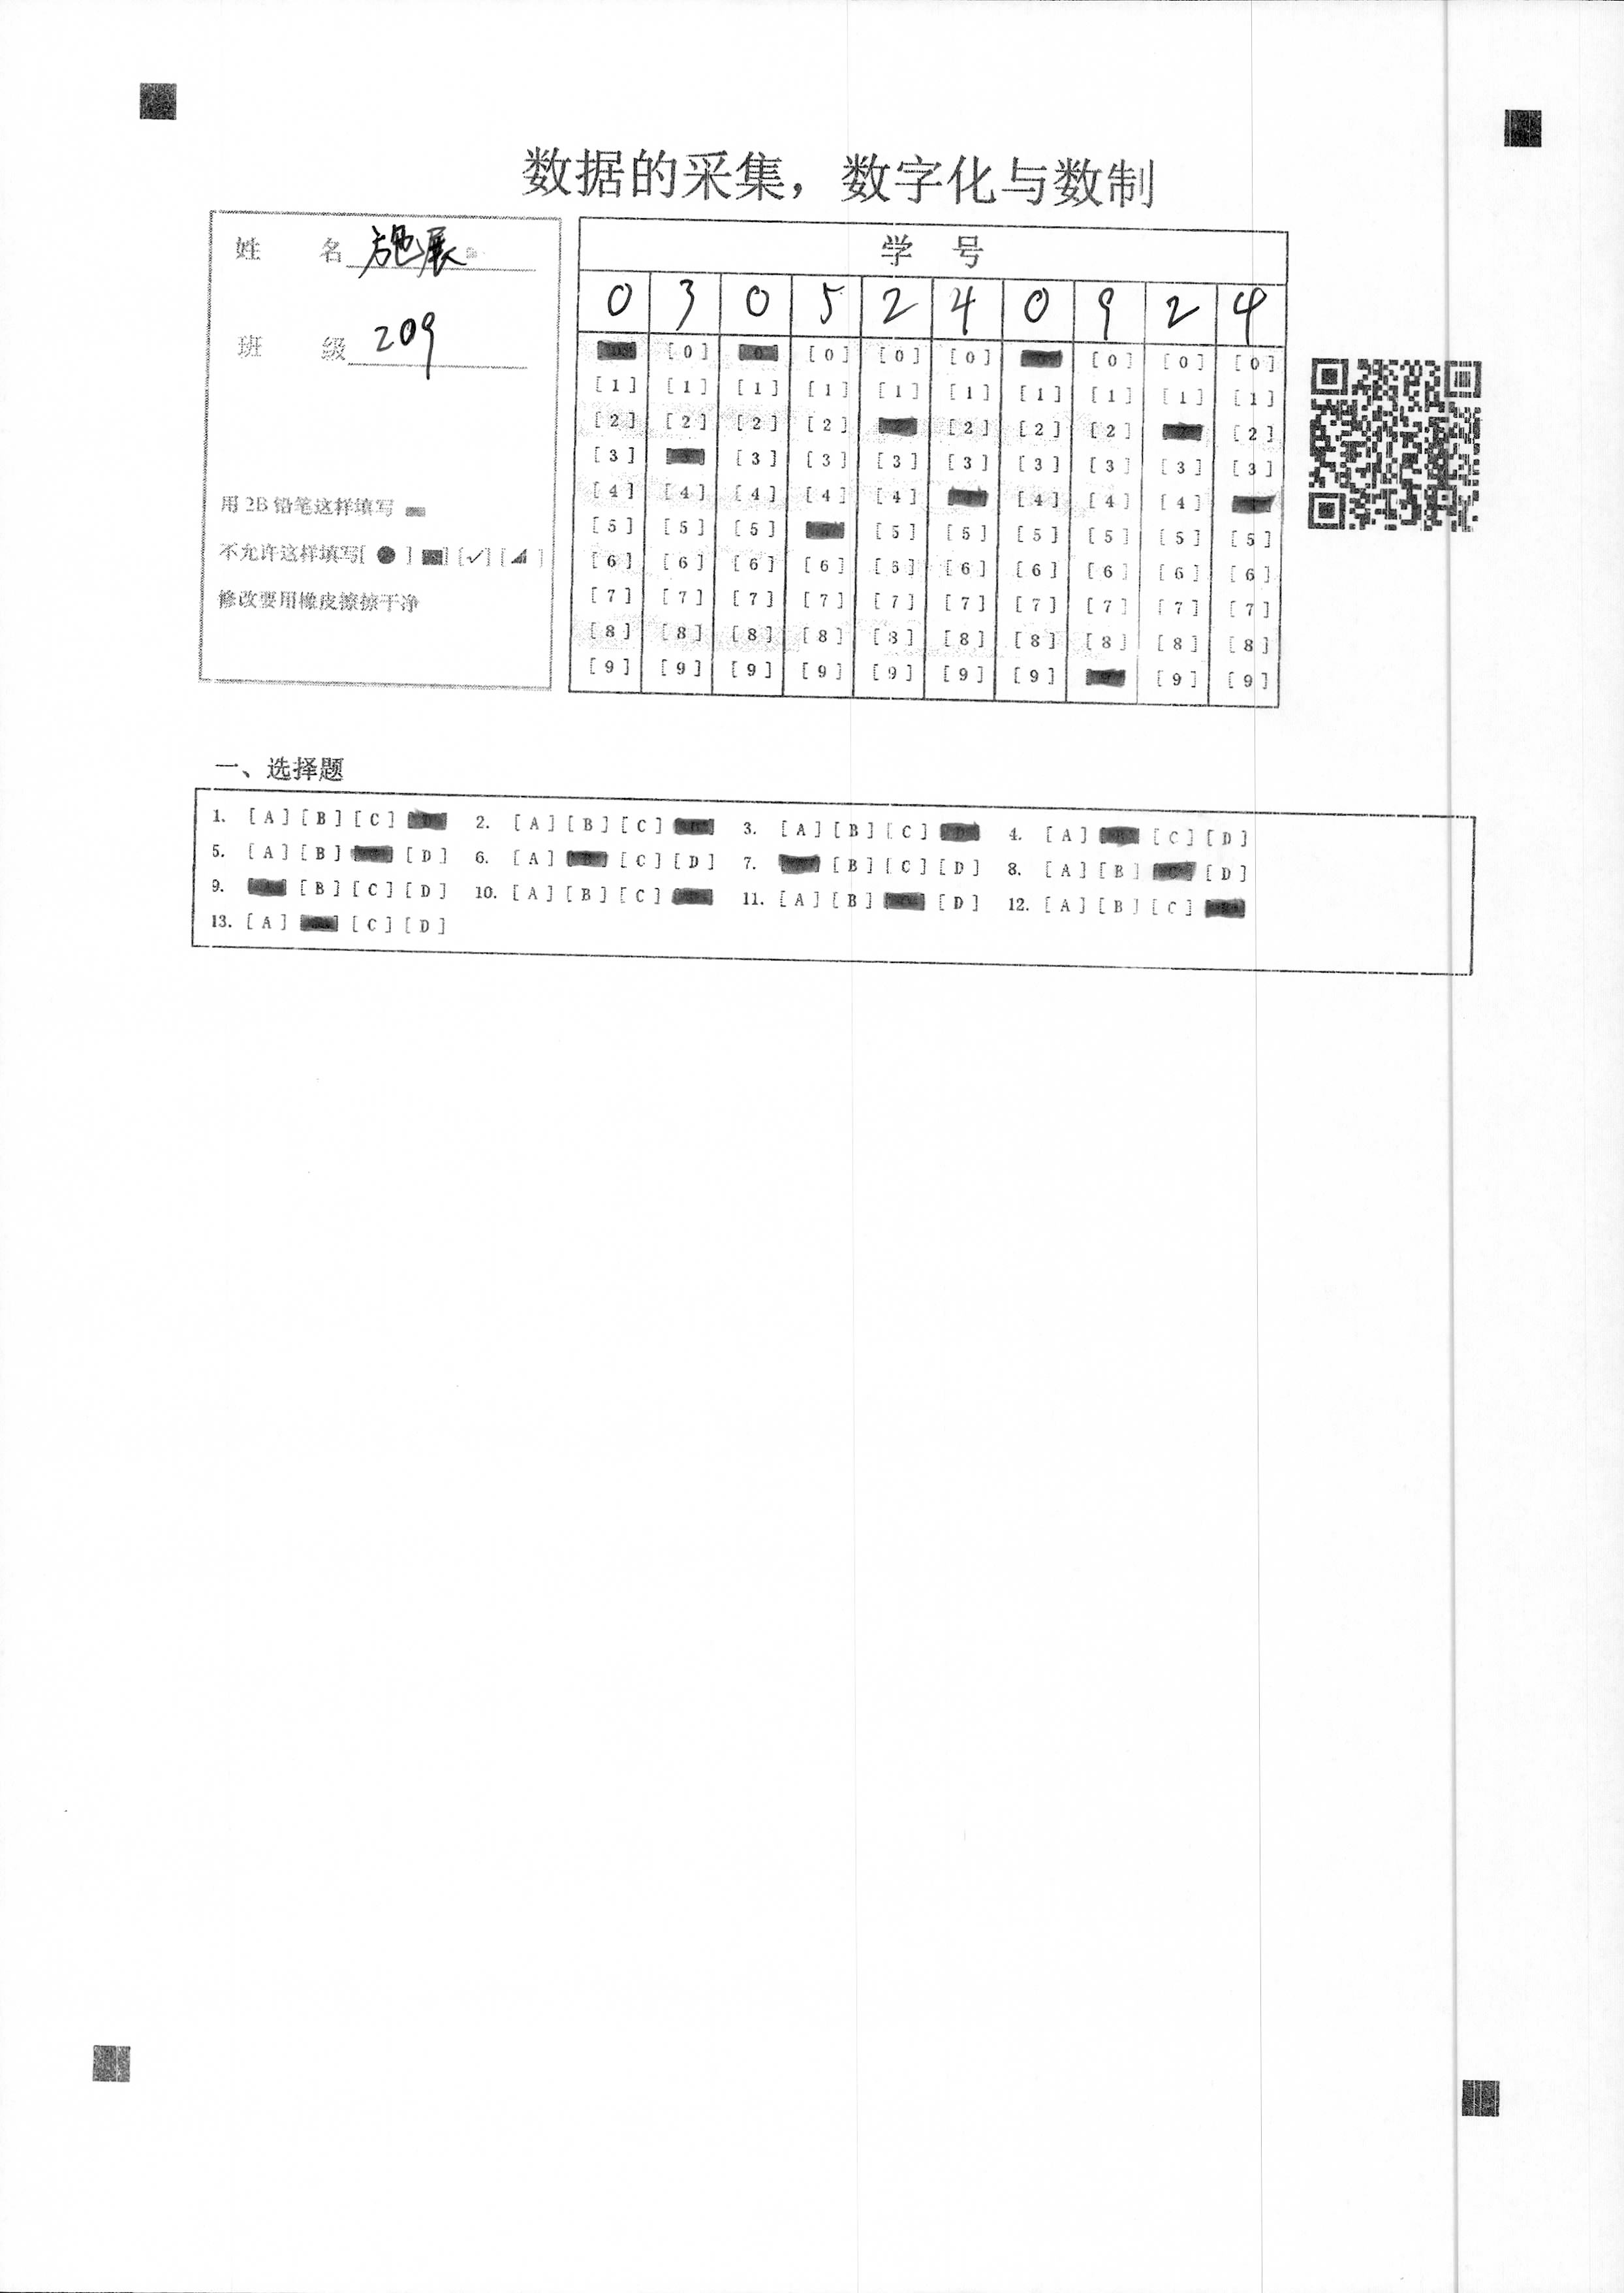 数据的采集，数字化与数制
姓 名 施展
班 级 209
用 2B 铅笔这样填写
不允许这样填写[ ● ] [■] [✓] [◢]
修改要用橡皮擦擦干净
学 号
0 3 0 5 2 4 0 9 2 4
[0] [0] [0] [0] [0] [0] [0]
[1] [1] [1] [1] [1] [1] [1] [1] [1] [1]
[2] [2] [2] [2] [2] [2] [2] [2]
[3] [3] [3] [3] [3] [3] [3] [3] [3]
[4] [4] [4] [4] [4] [4] [4] [4]
[5] [5] [5] [5] [5] [5] [5] [5] [5]
[6] [6] [6] [6] [6] [6] [6] [6] [6] [6]
[7] [7] [7] [7] [7] [7] [7] [7] [7] [7]
[8] [8] [8] [8] [8] [8] [8] [8] [8] [8]
[9] [9] [9] [9] [9] [9] [9] [9] [9]
一、选择题
1. [A] [B] [C] 2. [A] [B] [C] 3. [A] [B] [C] [D] 4. [A] [C] [D]
5. [A] [B] [D] 6. [A] [C] [D] 7. [B] [C] [D] 8. [A] [B] [D]
9. [B] [C] [D] 10. [A] [B] [C] 11. [A] [B] [D] 12. [A] [B] [C]
13. [A] [C] [D]